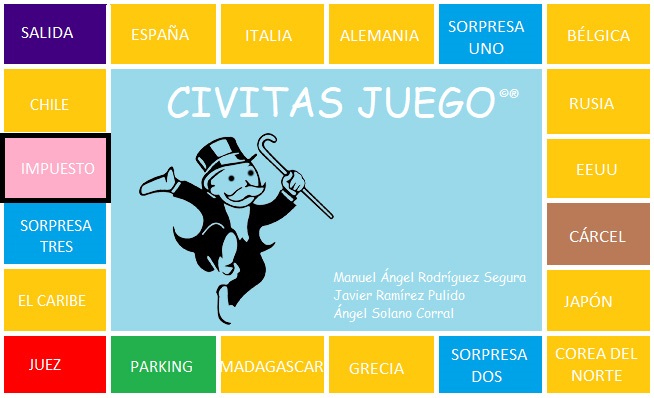 SALIDA
ESPAÑA
ITALIA
ALEMANIA
SORPRESA
UNO
BÉLGICA
CHILE
CIVITAS JUEGO ©®
RUSIA
IMPUESTO
EEUU
SORPRESA
TRES
CÁRCEL
EL CARIBE
Manuel Ángel Rodríguez Segura
Javier Ramírez Pulido
Ángel Solano Corral
JAPÓN
JUEZ
PARKING
MADAGASCAR
GRECIA
SORPRESA
DOS
COREA DEL
NORTE